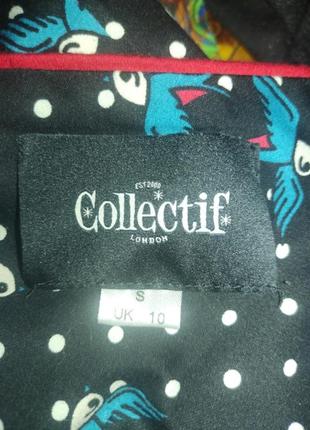 EST 2000
Collectif
LONDON
S
UK 10